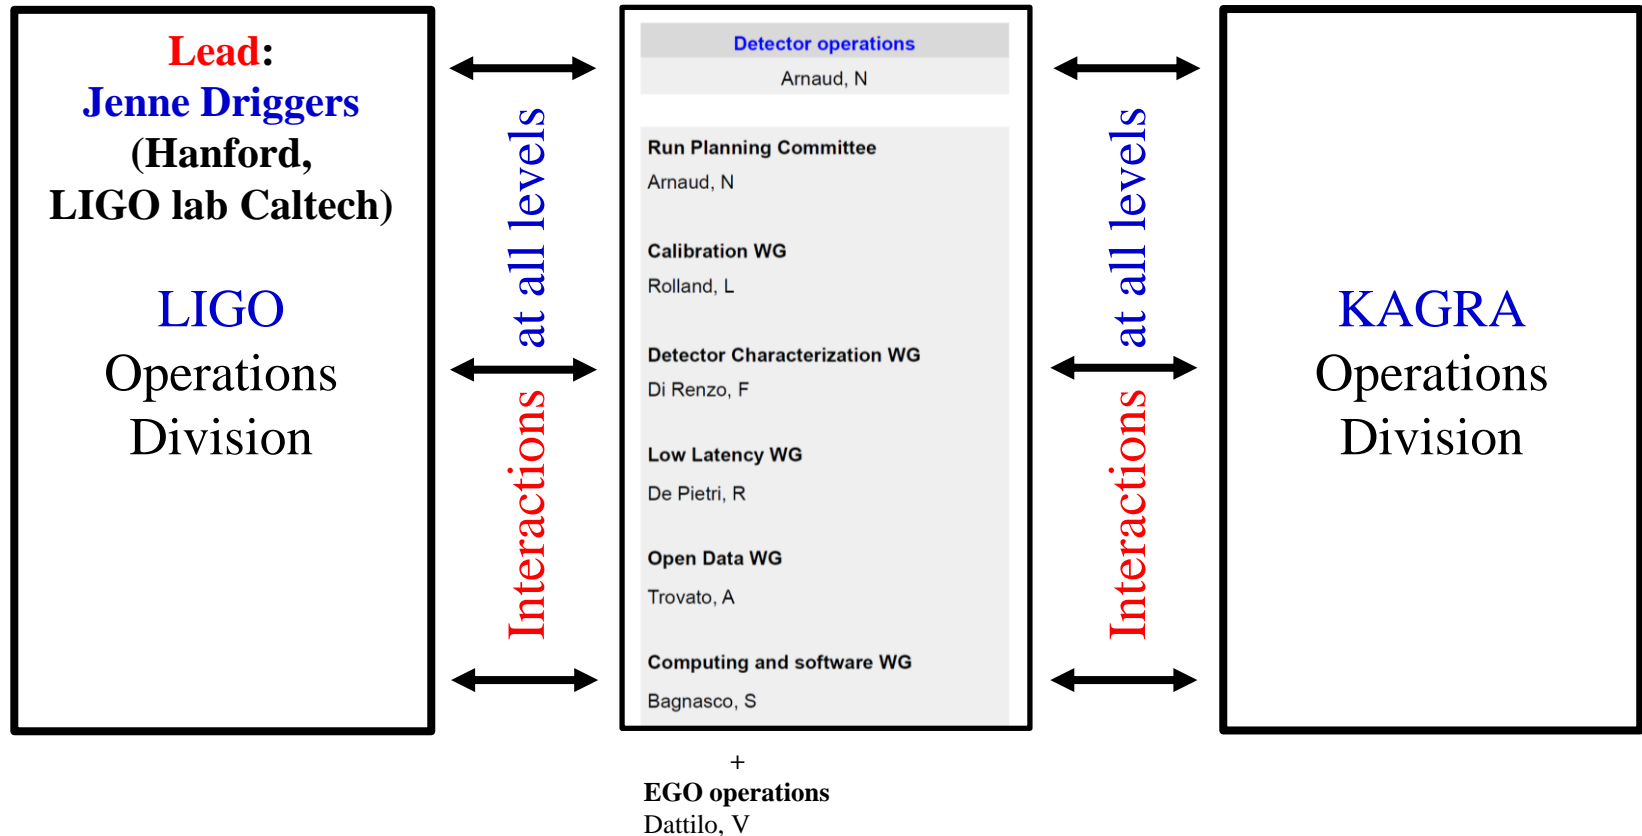 Lead:
Jenne Driggers
(Hanford,
LIGO lab Caltech)
LIGO
Operations
Division
Interactions at all levels
Detector operations
Arnaud, N
Run Planning Committee
Arnaud, N
Calibration WG
Rolland, L
Detector Characterization WG
Di Renzo, F
Low Latency WG
De Pietri, R
Open Data WG
Trovato, A
Computing and software WG
Bagnasco, S
+
EGO operations
Dattilo, V
Interactions at all levels
KAGRA
Operations
Division